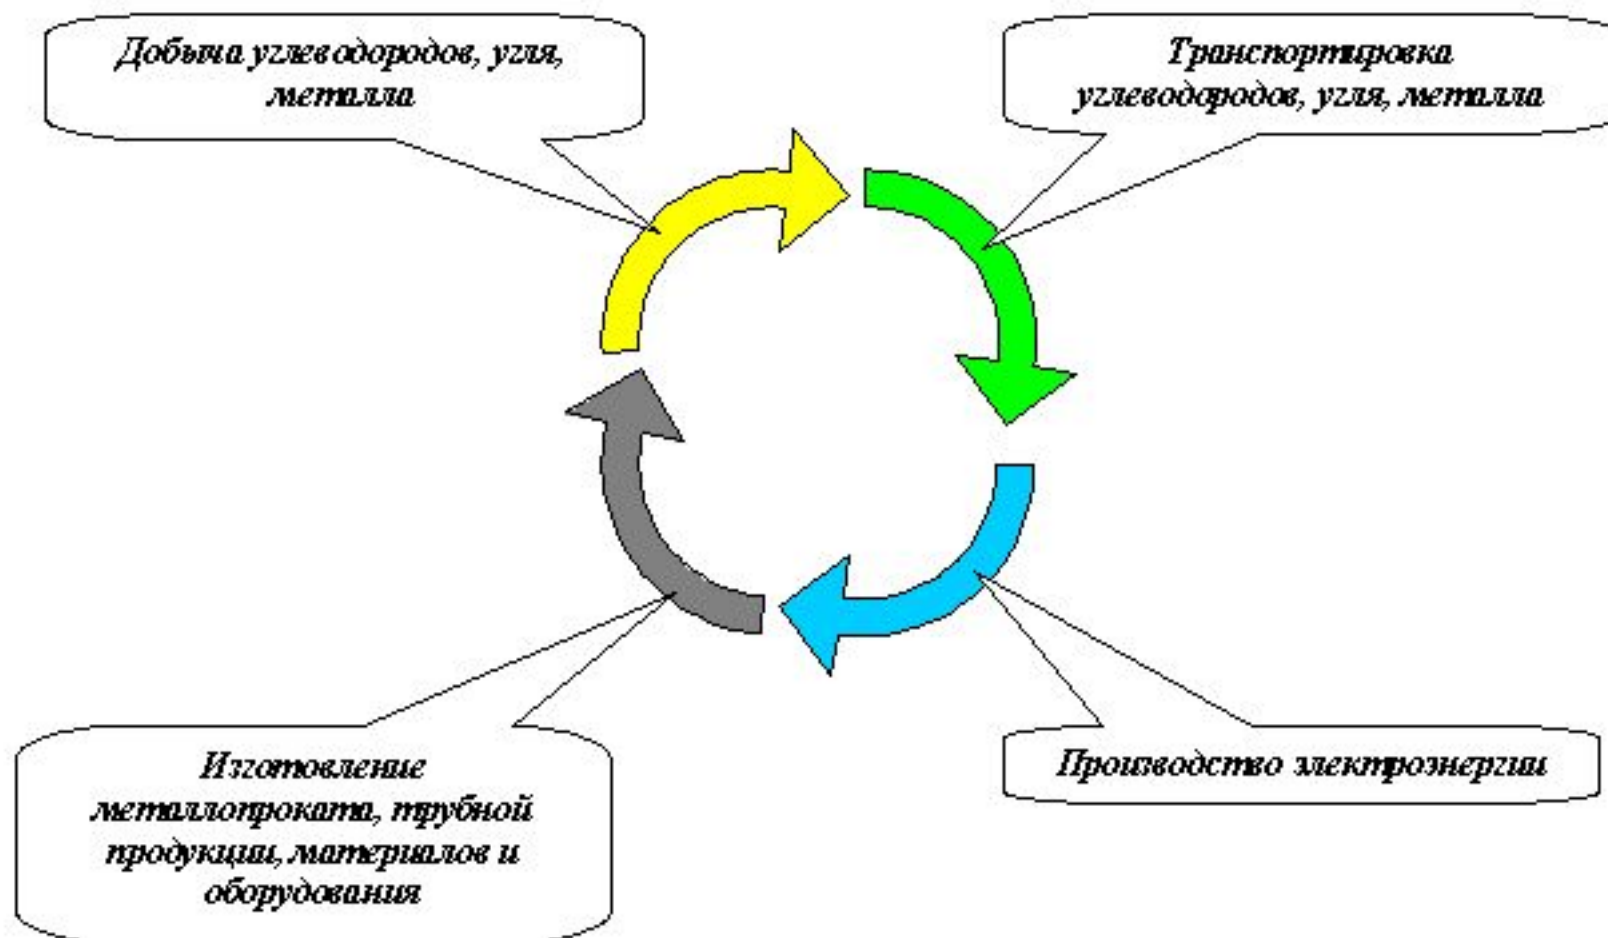 Добыча углеводородов, угля,
металла
Транспортировка
углеводородов, угля, металла
Изготовление
металлопроката, трубной
продукции, материалов и
оборудования
Производство электроэнергии